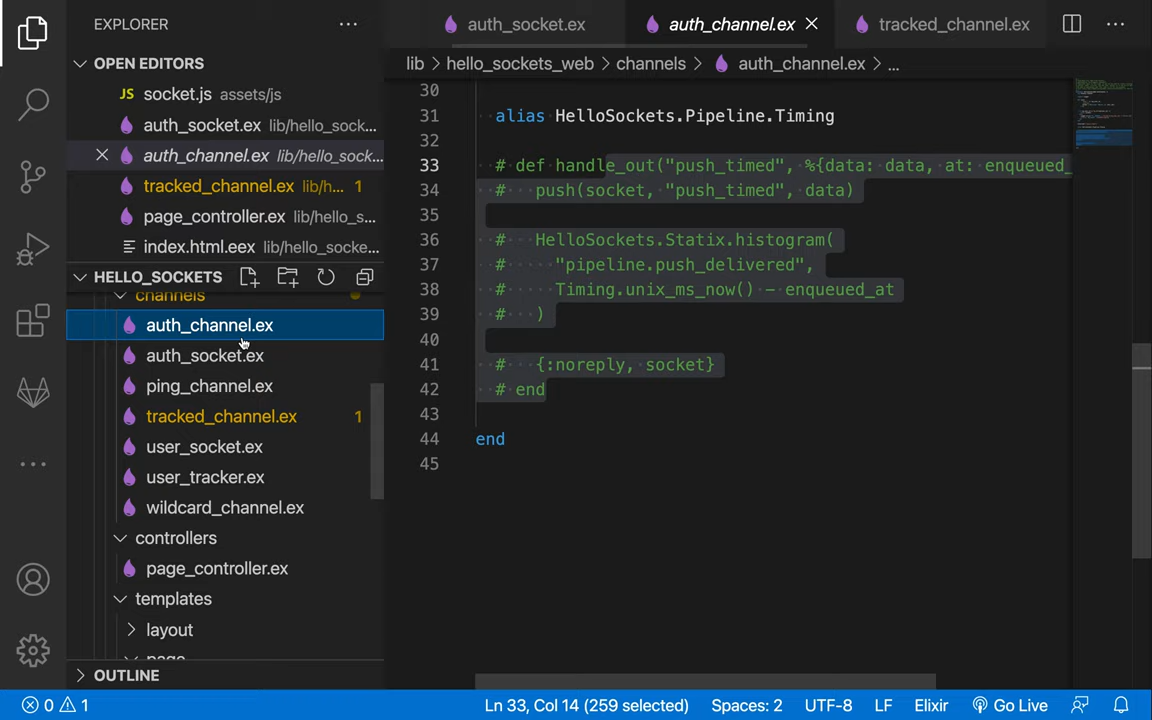 EXPLORER
OPEN EDITORS
JS socket.js assets/js
auth_socket.ex lib/hello_sock...
auth_channel.ex lib/hello_sock...
tracked_channel.ex lib/h... 1
page_controller.ex lib/hello_s...
index.html.eex lib/hello_socke...
HELLO_SOCKETS
channels
auth_channel.ex
auth_socket.ex
ping_channel.ex
tracked_channel.ex 1
user_socket.ex
user_tracker.ex
wildcard_channel.ex
controllers
page_controller.ex
templates
layout
page
OUTLINE
auth_socket.ex auth_channel.ex tracked_channel.ex
lib > hello_sockets_web > channels > auth_channel.ex > ...
30
31 alias HelloSockets.Pipeline.Timing
32
33 # def handle_out("push_timed", %{data: data, at: enqueued_
34 # push(socket, "push_timed", data)
35
36 # HelloSockets.Statix.histogram(
37 # "pipeline.push_delivered",
38 # Timing.unix_ms_now() - enqueued_at
39 # )
40
41 # {:noreply, socket}
42 # end
43
44 end
45
0 1 Ln 33, Col 14 (259 selected) Spaces: 2 UTF-8 LF Elixir Go Live